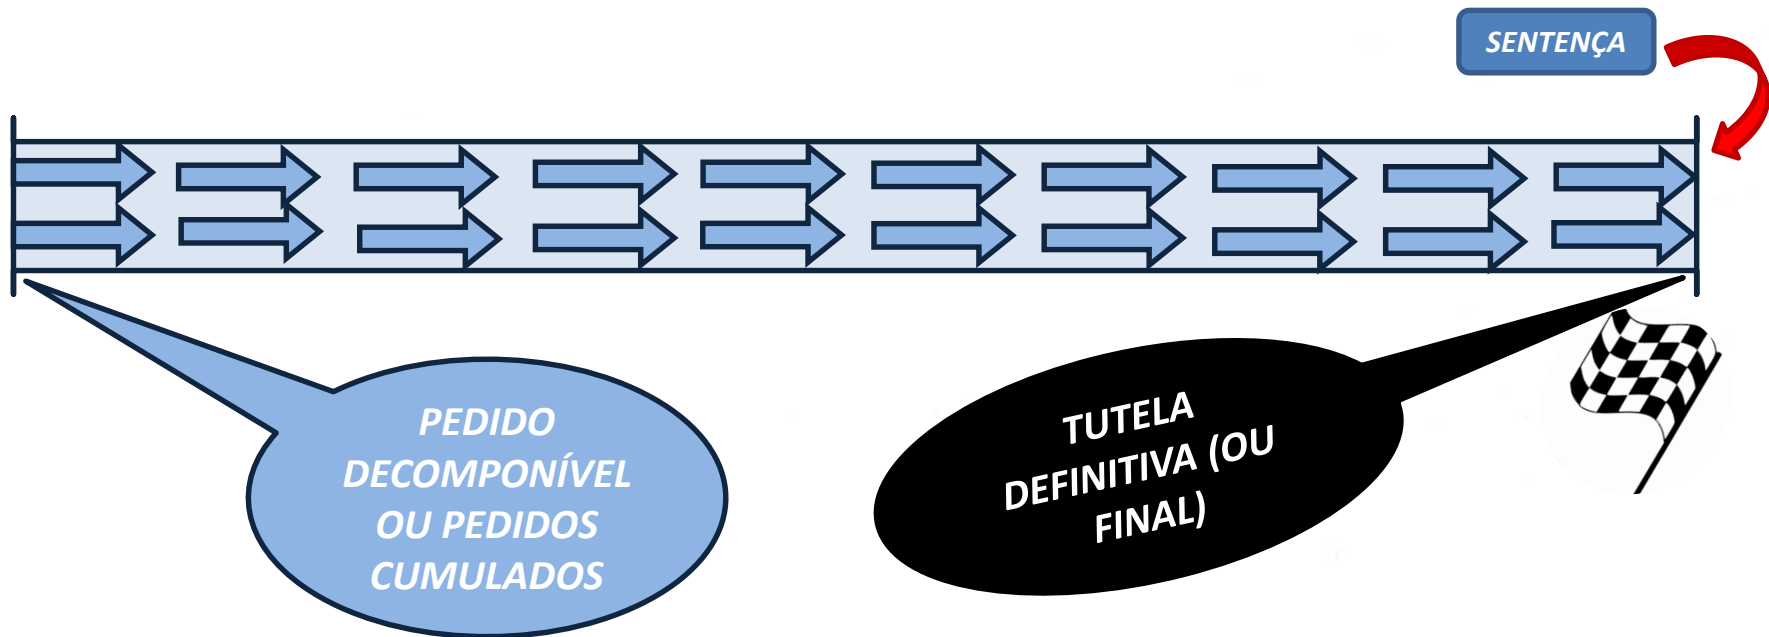 SENTENÇA
PEDIDO
DECOMPONÍVEL
OU PEDIDOS
CUMULADOS
TUTELA
DEFINITIVA (OU
FINAL)